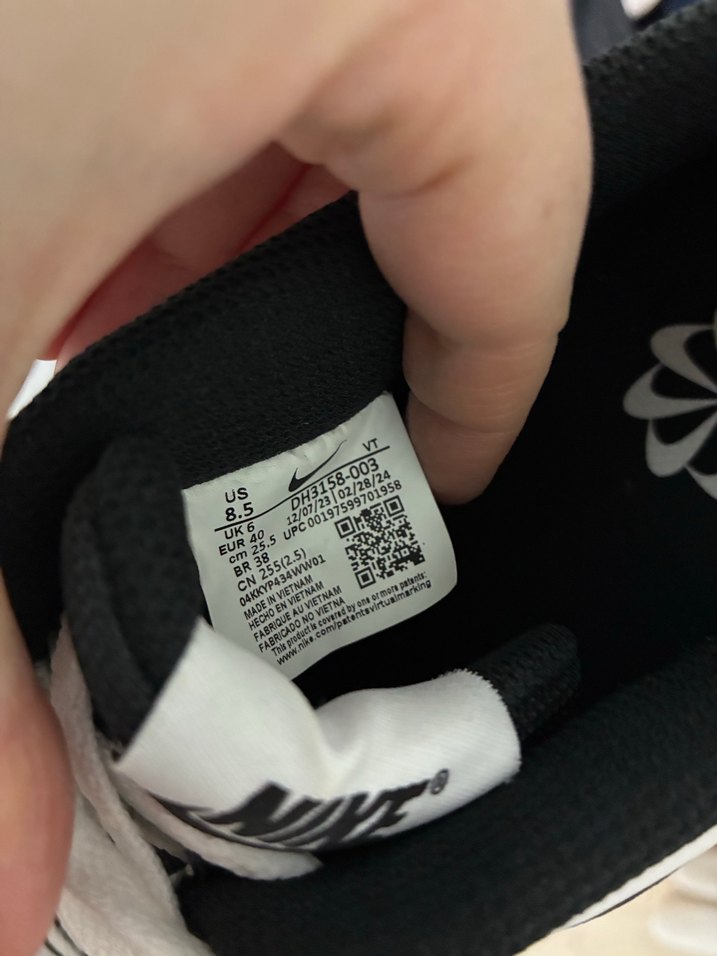 VT
US
8.5
DH3158-003
12/07/23 02/28/24
UPC 00197599701958
UK 6
EUR 40
cm 25.5
BR 38
CN 255(2.5)
04KKYP434WW01
MADE IN VIETNAM
HECHO EN VIETNAM
FABRIQUE AU VIETNAM
FABRICADO NO VIETNA
This product is covered by one or more patents:
www.nike.com/patentsvirtualmarking
NIKE®